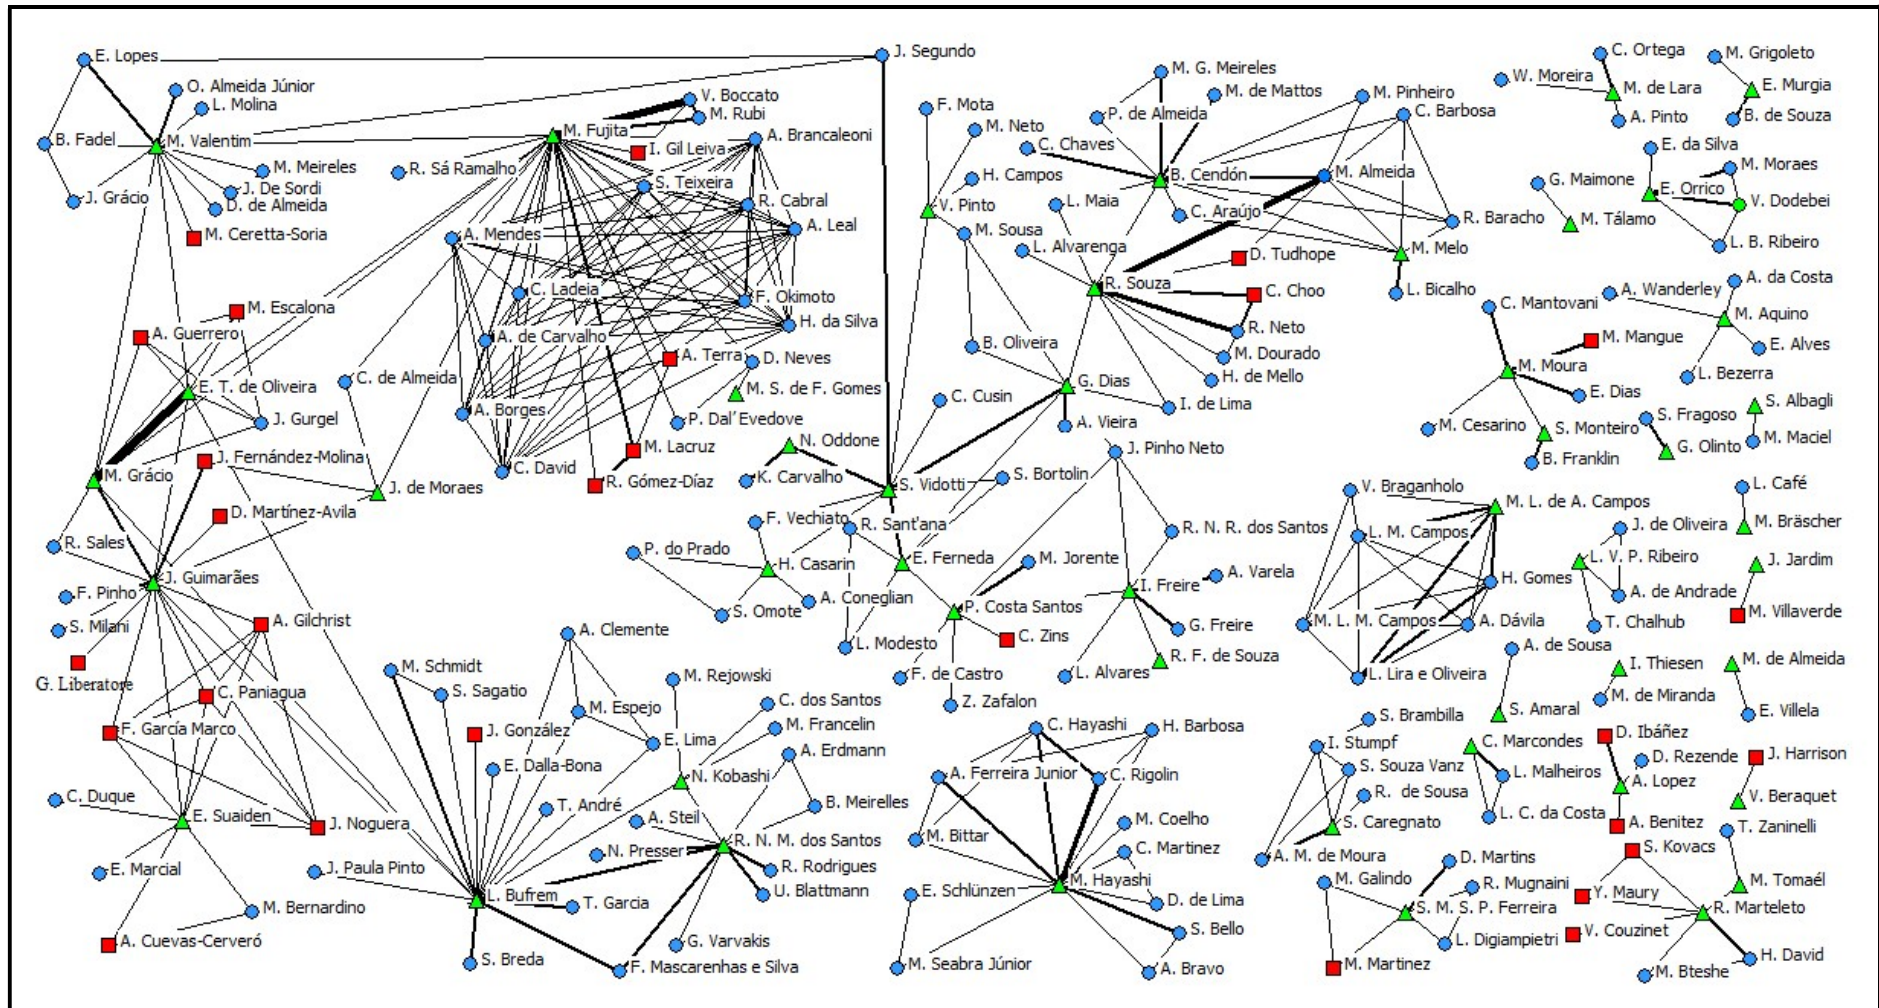 E. Lopes
J. Segundo
O. Almeida Júnior
L. Molina
B. Fadel
M. Valentim
M. Meireles
J. Grácio
J. De Sordi
D. de Almeida
M. Ceretta-Soria
V. Boccato
M. Rubi
M. Fujita
A. Brancaleoni
I. Gil Leiva
R. Sá Ramalho
S. Teixeira
R. Cabral
A. Leal
A. Mendes
C. Ladeia
F. Okimoto
H. da Silva
A. de Carvalho
A. Terra
D. Neves
M. S. de F. Gomes
C. de Almeida
A. Borges
P. Dal’Evedove
M. Lacruz
C. David
R. Gómez-Díaz
M. Escalona
A. Guerrero
E. T. de Oliveira
J. Gurgel
J. Fernández-Molina
M. Grácio
J. de Moraes
D. Martínez-Avila
R. Sales
J. Guimarães
F. Pinho
S. Milani
A. Gilchrist
G. Liberatore
C. Paniagua
F. García Marco
C. Duque
E. Suaiden
J. Noguera
E. Marcial
M. Bernardino
A. Cuevas-Cerveró
F. Mota
M. Neto
H. Campos
V. Pinto
M. Sousa
M. G. Meireles
M. de Mattos
P. de Almeida
C. Chaves
B. Cendón
M. Pinheiro
C. Barbosa
M. Almeida
L. Maia
C. Araújo
R. Baracho
L. Alvarenga
D. Tudhope
M. Melo
R. Souza
C. Choo
L. Bicalho
R. Neto
B. Oliveira
M. Dourado
H. de Mello
G. Dias
C. Cusin
I. de Lima
A. Vieira
N. Oddone
K. Carvalho
S. Vidotti
J. Pinho Neto
S. Bortolin
F. Vechiato
R. Sant'ana
R. N. R. dos Santos
P. do Prado
H. Casarin
E. Ferneda
M. Jorente
I. Freire
A. Varela
S. Omote
A. Coneglian
P. Costa Santos
G. Freire
L. Modesto
C. Zins
R. F. de Souza
F. de Castro
L. Alvares
Z. Zafalon
W. Moreira
C. Ortega
M. Grigoleto
M. de Lara
E. Murgia
A. Pinto
B. de Souza
E. da Silva
M. Moraes
G. Maimone
E. Orrico
V. Dodebei
M. Tálamo
L. B. Ribeiro
A. da Costa
A. Wanderley
C. Mantovani
M. Aquino
M. Mangue
E. Alves
M. Moura
L. Bezerra
E. Dias
S. Albagli
M. Cesarino
S. Monteiro
S. Fragoso
M. Maciel
B. Franklin
G. Olinto
V. Braganholo
M. L. de A. Campos
L. Café
L. M. Campos
J. de Oliveira
M. Bräscher
H. Gomes
L. V. P. Ribeiro
J. Jardim
A. de Andrade
M. L. M. Campos
A. Dávila
T. Chalhub
M. Villaverde
A. de Sousa
L. Lira e Oliveira
I. Thiesen
M. de Almeida
M. de Miranda
S. Amaral
E. Villela
M. Schmidt
S. Sagatio
A. Clemente
M. Rejowski
M. Espejo
C. dos Santos
J. González
E. Lima
M. Francelin
E. Dalla-Bona
N. Kobashi
A. Erdmann
T. André
B. Meirelles
A. Steil
N. Presser
R. N. M. dos Santos
J. Paula Pinto
R. Rodrigues
L. Bufrem
U. Blattmann
T. Garcia
G. Varvakis
S. Breda
F. Mascarenhas e Silva
C. Hayashi
H. Barbosa
A. Ferreira Junior
C. Rigolin
M. Bittar
M. Coelho
C. Martinez
E. Schlünzen
M. Hayashi
D. de Lima
S. Bello
M. Seabra Júnior
A. Bravo
S. Brambilla
I. Stumpf
S. Souza Vanz
R. de Sousa
S. Caregnato
A. M. de Moura
C. Marcondes
L. Malheiros
L. C. da Costa
D. Ibáñez
D. Rezende
J. Harrison
A. Lopez
V. Beraquet
A. Benitez
T. Zaninelli
M. Galindo
D. Martins
S. Kovacs
R. Mugnaini
Y. Maury
M. Tomaél
S. M. S. P. Ferreira
R. Marteleto
L. Digiampietri
V. Couzinet
M. Martinez
H. David
M. Bteshe